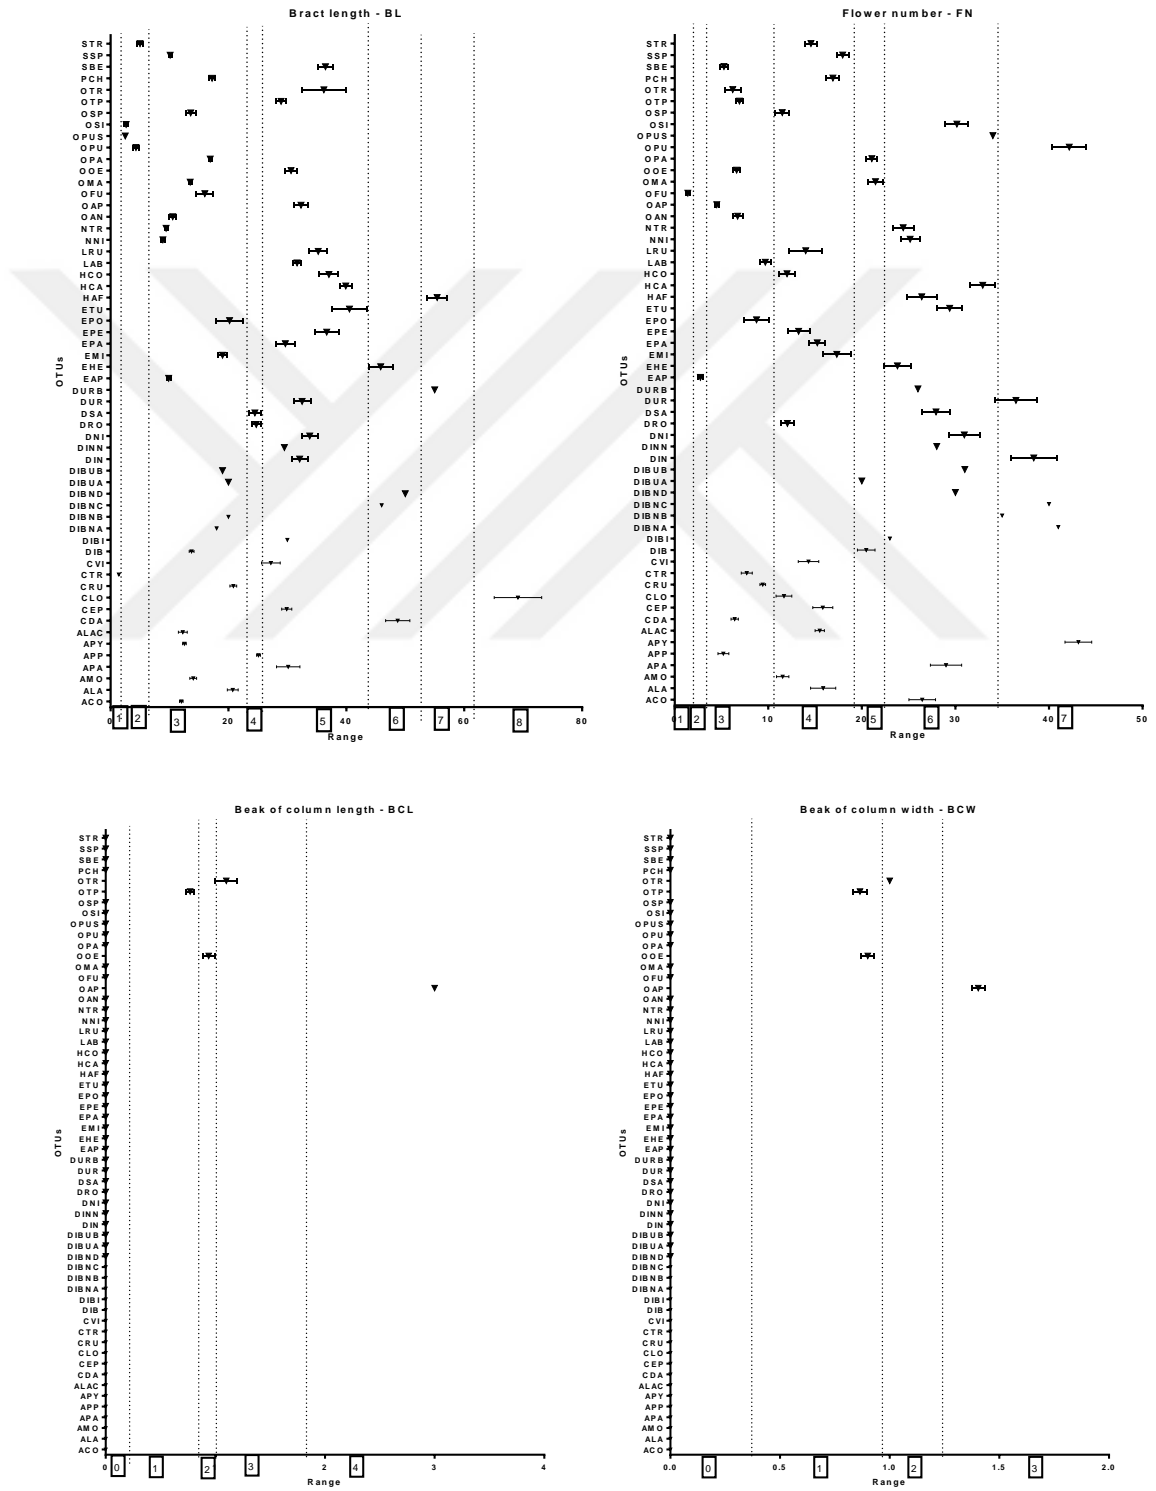 Bract length - BL
STR
SSP
SBE
PCH
OTR
OTP
OSP
OSI
OPUS
OPU
OPA
OOE
OMA
OFU
OAP
OAN
NTR
NNI
LRU
LAB
HCO
HCA
HAF
ETU
EPO
EPE
EPA
EMI
EHE
EAP
DURB
DUR
DSA
DRO
DNI
DINN
DIN
DIBUB
DIBUA
DIBND
DIBNC
DIBNB
DIBNA
DIBI
DIB
CVI
CTR
CRU
CLO
CEP
CDA
ALAC
APY
APP
APA
AMO
ALA
ACO
OTUs
0 20 40 60 80
1 2 3 4 5 6 7 8
Range
Flower number - FN
STR
SSP
SBE
PCH
OTR
OTP
OSP
OSI
OPUS
OPU
OPA
OOE
OMA
OFU
OAP
OAN
NTR
NNI
LRU
LAB
HCO
HCA
HAF
ETU
EPO
EPE
EPA
EMI
EHE
EAP
DURB
DUR
DSA
DRO
DNI
DINN
DIN
DIBUB
DIBUA
DIBND
DIBNC
DIBNB
DIBNA
DIBI
DIB
CVI
CTR
CRU
CLO
CEP
CDA
ALAC
APY
APP
APA
AMO
ALA
ACO
OTUs
10 20 30 40 50
1 2 3 4 5 6 7
Range
Beak of column length - BCL
STR
SSP
SBE
PCH
OTR
OTP
OSP
OSI
OPUS
OPU
OPA
OOE
OMA
OFU
OAP
OAN
NTR
NNI
LRU
LAB
HCO
HCA
HAF
ETU
EPO
EPE
EPA
EMI
EHE
EAP
DURB
DUR
DSA
DRO
DNI
DINN
DIN
DIBUB
DIBUA
DIBND
DIBNC
DIBNB
DIBNA
DIBI
DIB
CVI
CTR
CRU
CLO
CEP
CDA
ALAC
APY
APP
APA
AMO
ALA
ACO
OTUs
0 2 3 4
0 1 2 3 4
Range
Beak of column width - BCW
STR
SSP
SBE
PCH
OTR
OTP
OSP
OSI
OPUS
OPU
OPA
OOE
OMA
OFU
OAP
OAN
NTR
NNI
LRU
LAB
HCO
HCA
HAF
ETU
EPO
EPE
EPA
EMI
EHE
EAP
DURB
DUR
DSA
DRO
DNI
DINN
DIN
DIBUB
DIBUA
DIBND
DIBNC
DIBNB
DIBNA
DIBI
DIB
CVI
CTR
CRU
CLO
CEP
CDA
ALAC
APY
APP
APA
AMO
ALA
ACO
OTUs
0.0 0.5 1.0 1.5 2.0
0 1 2 3
Range